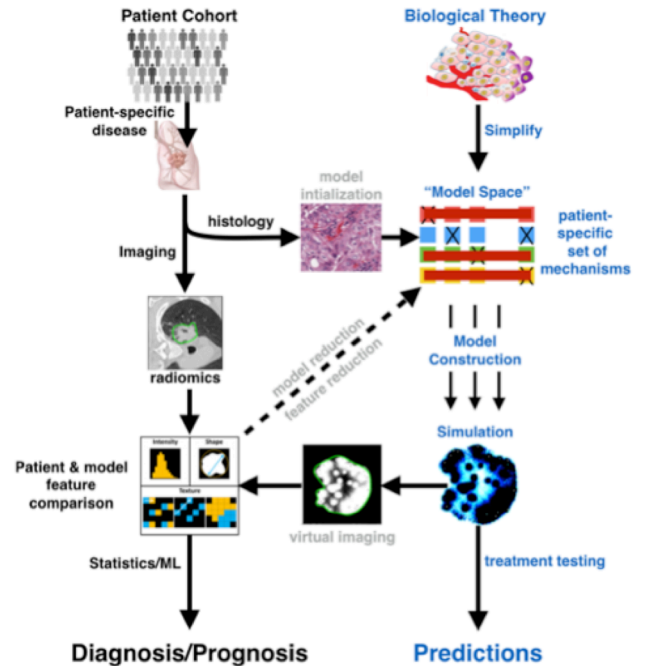 Patient Cohort
Biological Theory
Patient-specific
disease
Simplify
model
intialization
histology
"Model Space"
patient-
specific
set of
mechanisms
Imaging
radiomics
model reduction
feature reduction
Model
Construction
Intensity
Shape
Texture
Simulation
Patient & model
feature
comparison
virtual imaging
Statistics/ML
treatment testing
Diagnosis/Prognosis
Predictions